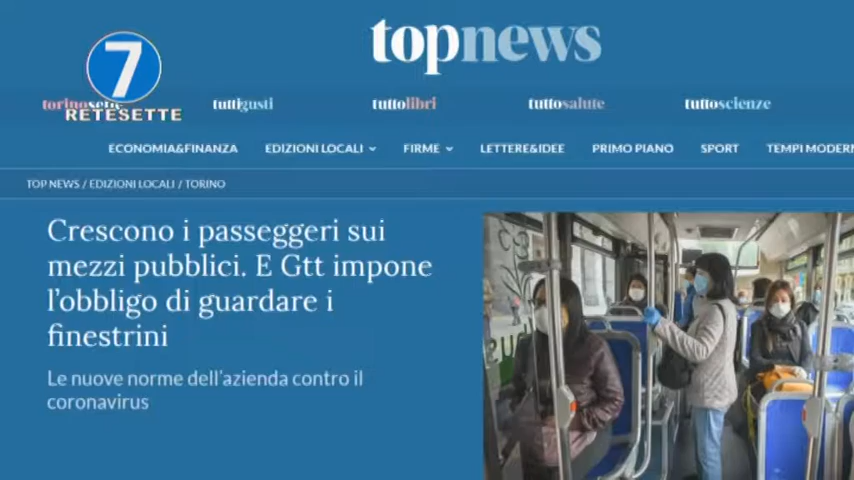 topnews
7
RETESETTE
torinosette
tuttigusti
tuttolibri
tuttosalute
tuttoscienze
ECONOMIA&FINANZA EDIZIONI LOCALI FIRME LETTERE&IDEE PRIMO PIANO SPORT TEMPI MODERN
TOP NEWS / EDIZIONI LOCALI / TORINO
Crescono i passeggeri sui
mezzi pubblici. E Gtt impone
l'obbligo di guardare i
finestrini
Le nuove norme dell'azienda contro il
coronavirus